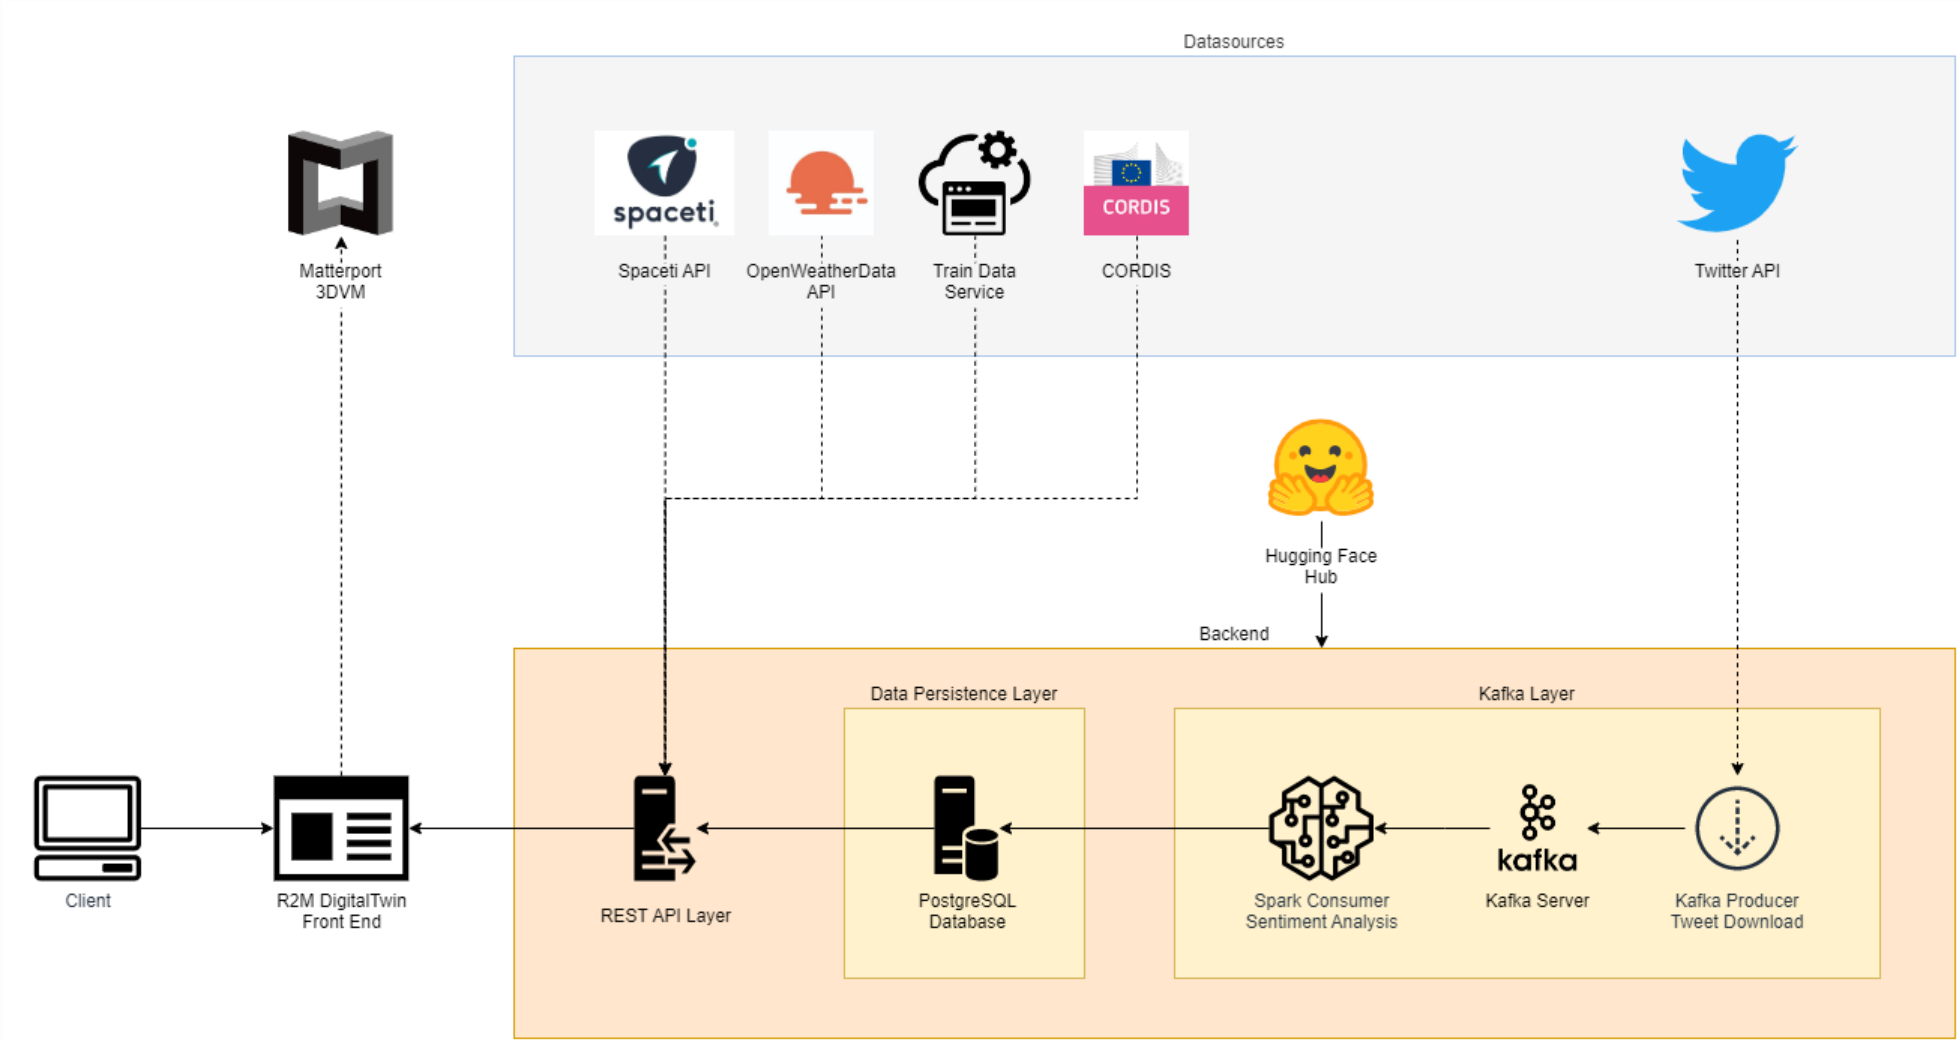 Datasources
spaceti
CORDIS
Matterport
3DVM
Spaceti API
OpenWeatherData
API
Train Data
Service
CORDIS
Twitter API
Hugging Face
Hub
Backend
Data Persistence Layer
Kafka Layer
kafka
Client
R2M DigitalTwin
Front End
REST API Layer
PostgreSQL
Database
Spark Consumer
Sentiment Analysis
Kafka Server
Kafka Producer
Tweet Download